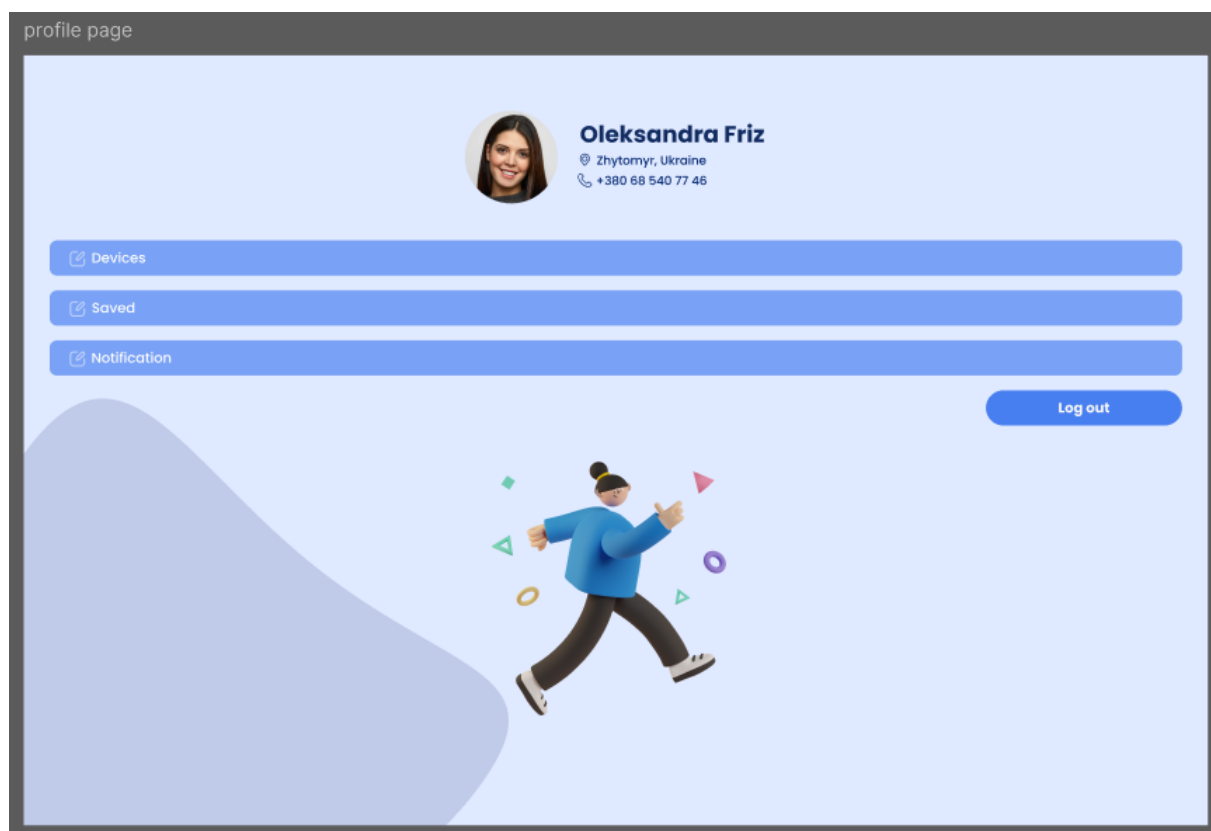 profile page
Oleksandra Friz
Zhytomyr, Ukraine
+380 68 540 77 46
Devices
Saved
Notification
Log out